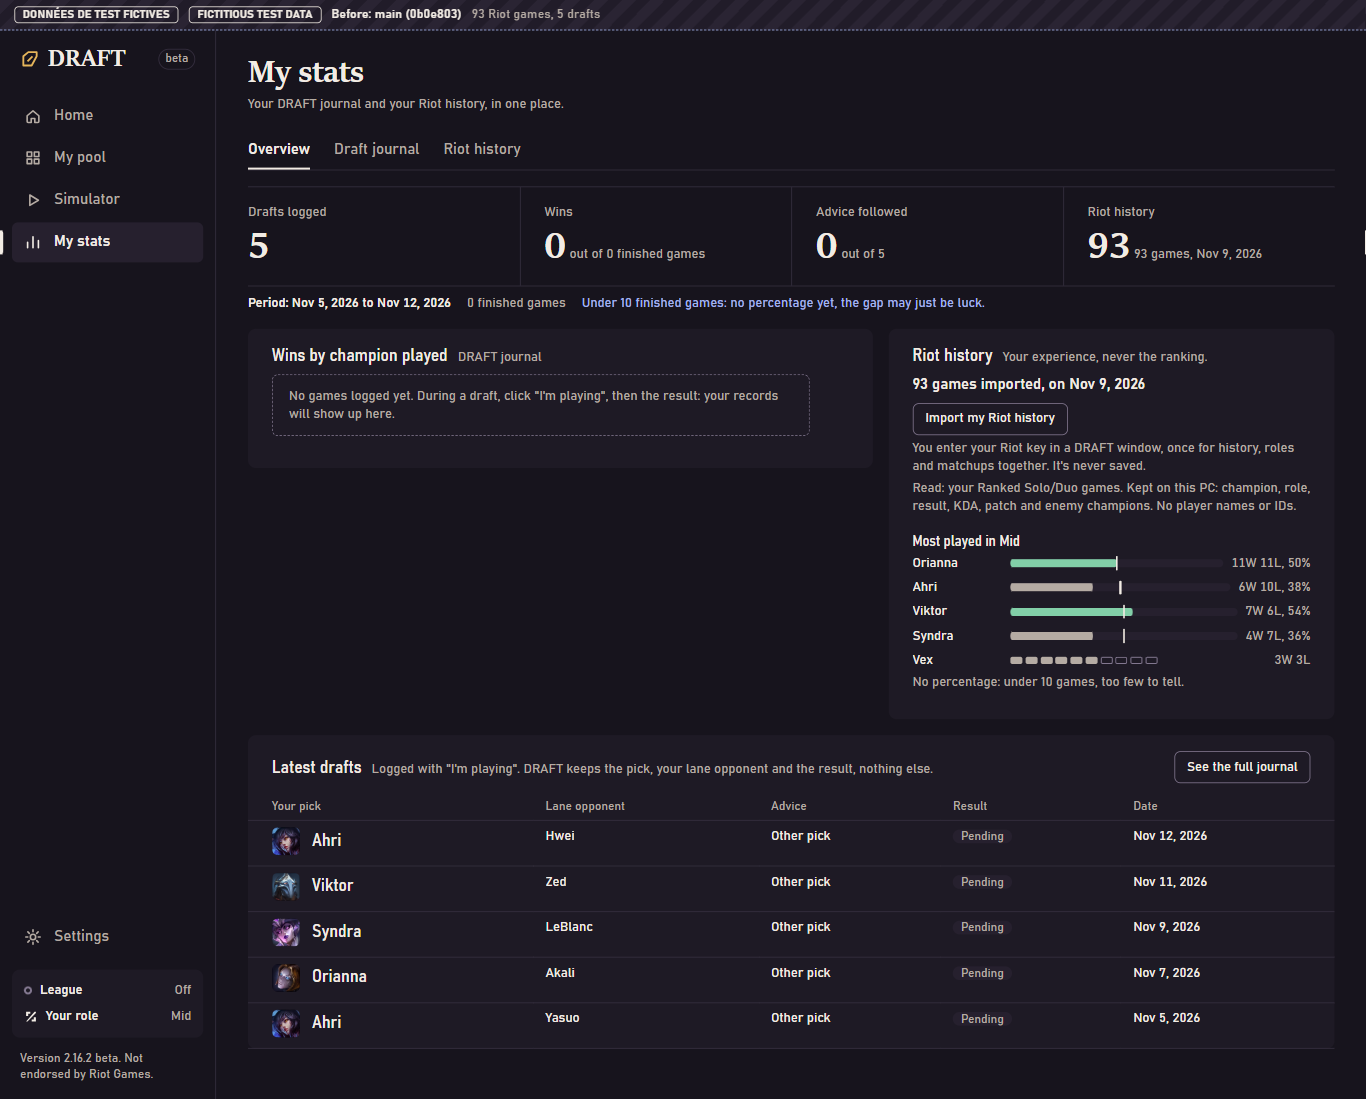 DONNÉES DE TEST FICTIVES FICTITIOUS TEST DATA Before: main (0b0e803) 93 Riot games, 5 drafts
DRAFT beta
Home
My pool
Simulator
My stats
Settings
League Off
Your role Mid
Version 2.16.2 beta. Not
endorsed by Riot Games.
My stats
Your DRAFT journal and your Riot history, in one place.
Overview Draft journal Riot history
Drafts logged
5
Wins
0 out of 0 finished games
Advice followed
0 out of 5
Riot history
93 93 games, Nov 9, 2026
Period: Nov 5, 2026 to Nov 12, 2026 0 finished games Under 10 finished games: no percentage yet, the gap may just be luck.
Wins by champion played DRAFT journal
No games logged yet. During a draft, click "I'm playing", then the result: your records
will show up here.
Riot history Your experience, never the ranking.
93 games imported, on Nov 9, 2026
Import my Riot history
You enter your Riot key in a DRAFT window, once for history, roles
and matchups together. It's never saved.
Read: your Ranked Solo/Duo games. Kept on this PC: champion, role,
result, KDA, patch and enemy champions. No player names or IDs.
Most played in Mid
Orianna 11W 11L, 50%
Ahri 6W 10L, 38%
Viktor 7W 6L, 54%
Syndra 4W 7L, 36%
Vex 3W 3L
No percentage: under 10 games, too few to tell.
Latest drafts Logged with "I'm playing". DRAFT keeps the pick, your lane opponent and the result, nothing else. See the full journal
Your pick Lane opponent Advice Result Date
Ahri Hwei Other pick Pending Nov 12, 2026
Viktor Zed Other pick Pending Nov 11, 2026
Syndra LeBlanc Other pick Pending Nov 9, 2026
Orianna Akali Other pick Pending Nov 7, 2026
Ahri Yasuo Other pick Pending Nov 5, 2026